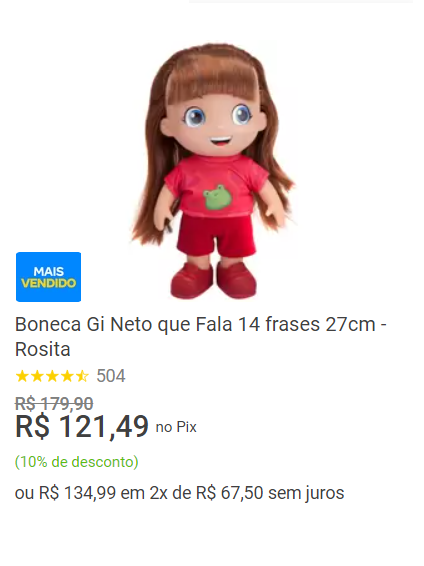 MAIS
VENDIDO
Boneca Gi Neto que Fala 14 frases 27cm -
Rosita
504
R$ 179,90
R$ 121,49 no Pix
(10% de desconto)
ou R$ 134,99 em 2x de R$ 67,50 sem juros